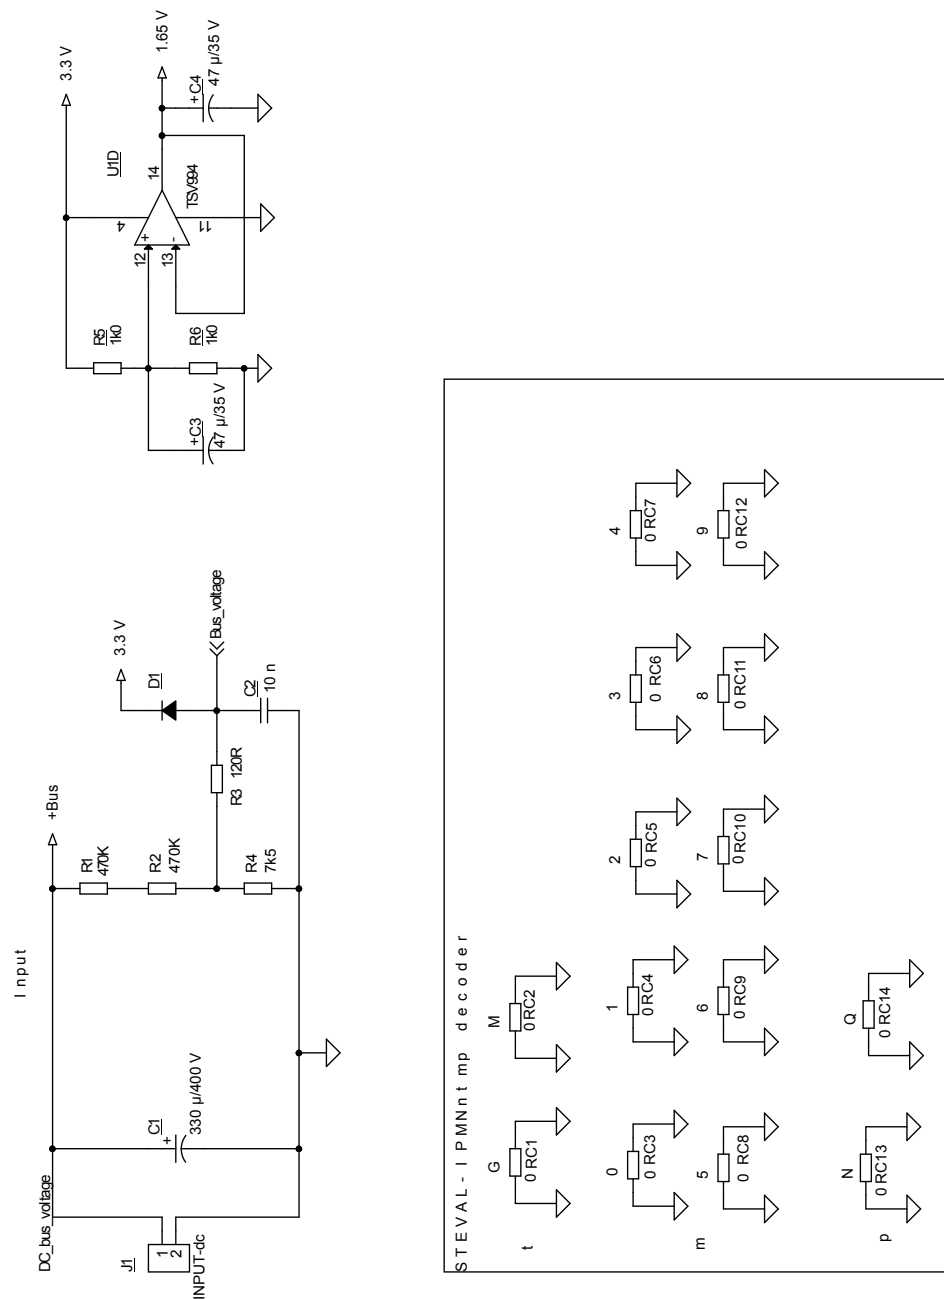 Input
J1
INPUT-dc
1
2
DC_bus_voltage
C1
+
330 µ/400 V
+Bus
R1
470K
R2
470K
R4
7k5
R3 120R
D1
3.3 V
C2
10 n
Bus_voltage
+C3
47 µ/35 V
R5
1k0
R6
1k0
3.3 V
U1D
TSV994
4
11
12
13
14
+
-
1.65 V
+C4
47 µ/35 V
STEVAL-IPMNntmp decoder
t
G
0 RC1
M
0 RC2
m
0
0 RC3
1
0 RC4
2
0 RC5
3
0 RC6
4
0 RC7
5
0 RC8
6
0 RC9
7
0 RC10
8
0 RC11
9
0 RC12
p
N
0 RC13
Q
0 RC14